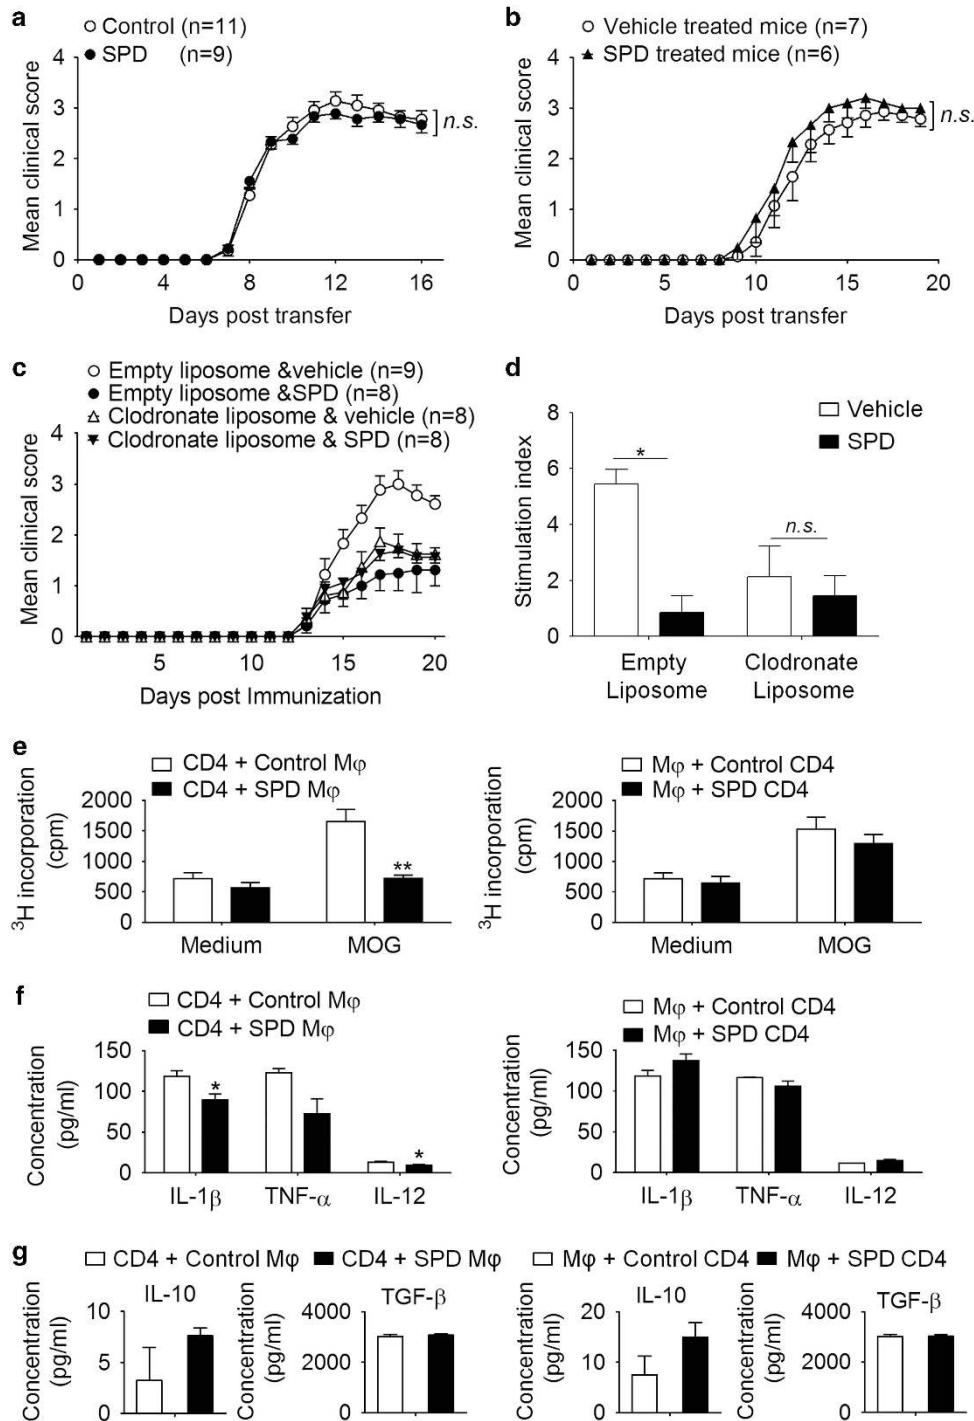 a
Control (n=11)
SPD (n=9)
4
3
2
1
0
Mean clinical score
n.s.
0 4 8 12 16
Days post transfer
b
Vehicle treated mice (n=7)
SPD treated mice (n=6)
4
3
2
1
0
Mean clinical score
n.s.
0 5 10 15 20
Days post transfer
c
Empty liposome &vehicle (n=9)
Empty liposome &SPD (n=8)
Clodronate liposome & vehicle (n=8)
Clodronate liposome & SPD (n=8)
4
3
2
1
0
Mean clinical score
5 10 15 20
Days post Immunization
d
Vehicle
SPD
8
6
4
2
0
Stimulation index
*
n.s.
Empty
Liposome
Clodronate
Liposome
e
CD4 + Control Mφ
CD4 + SPD Mφ
2000
1500
1000
500
0
³H incorporation
(cpm)
**
Medium MOG
Mφ + Control CD4
Mφ + SPD CD4
2000
1500
1000
500
0
³H incorporation
(cpm)
Medium MOG
f
CD4 + Control Mφ
CD4 + SPD Mφ
150
100
50
0
Concentration
(pg/ml)
*
*
IL-1β TNF-α IL-12
Mφ + Control CD4
Mφ + SPD CD4
150
100
50
0
Concentration
(pg/ml)
IL-1β TNF-α IL-12
g
CD4 + Control Mφ CD4 + SPD Mφ Mφ + Control CD4 Mφ + SPD CD4
IL-10
10
5
0
Concentration
(pg/ml)
TGF-β
4000
2000
0
Concentration
(pg/ml)
IL-10
20
10
0
Concentration
(pg/ml)
TGF-β
4000
2000
0
Concentration
(pg/ml)